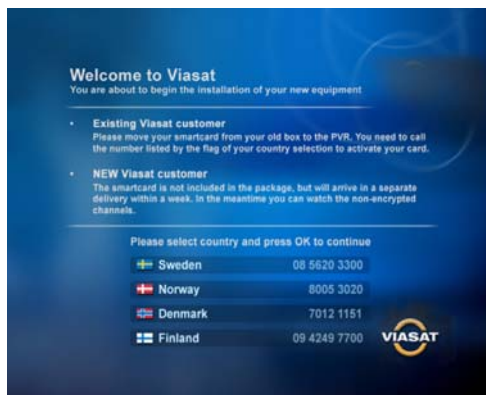 Welcome to Viasat
You are about to begin the installation of your new equipment
• Existing Viasat customer
Please move your smartcard from your old box to the PVR. You need to call
the number listed by the flag of your country selection to activate your card.
• NEW Viasat customer
The smartcard is not included in the package, but will arrive in a separate
delivery within a week. In the meantime you can watch the non-encrypted
channels.
Please select country and press OK to continue
Sweden 08 5620 3300
Norway 8005 3020
Denmark 7012 1151
Finland 09 4249 7700
VIASAT